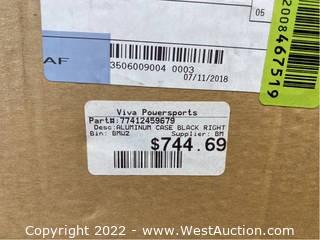 05
AF
3506009004 0003
07/11/2018
2008467519
Viva Powersports
Part#:77412459679
Desc:ALUMINUM CASE BLACK RIGHT
Bin: BMW2 Supplier: BM
$744.69
Copyright 2022 - www.WestAuction.com